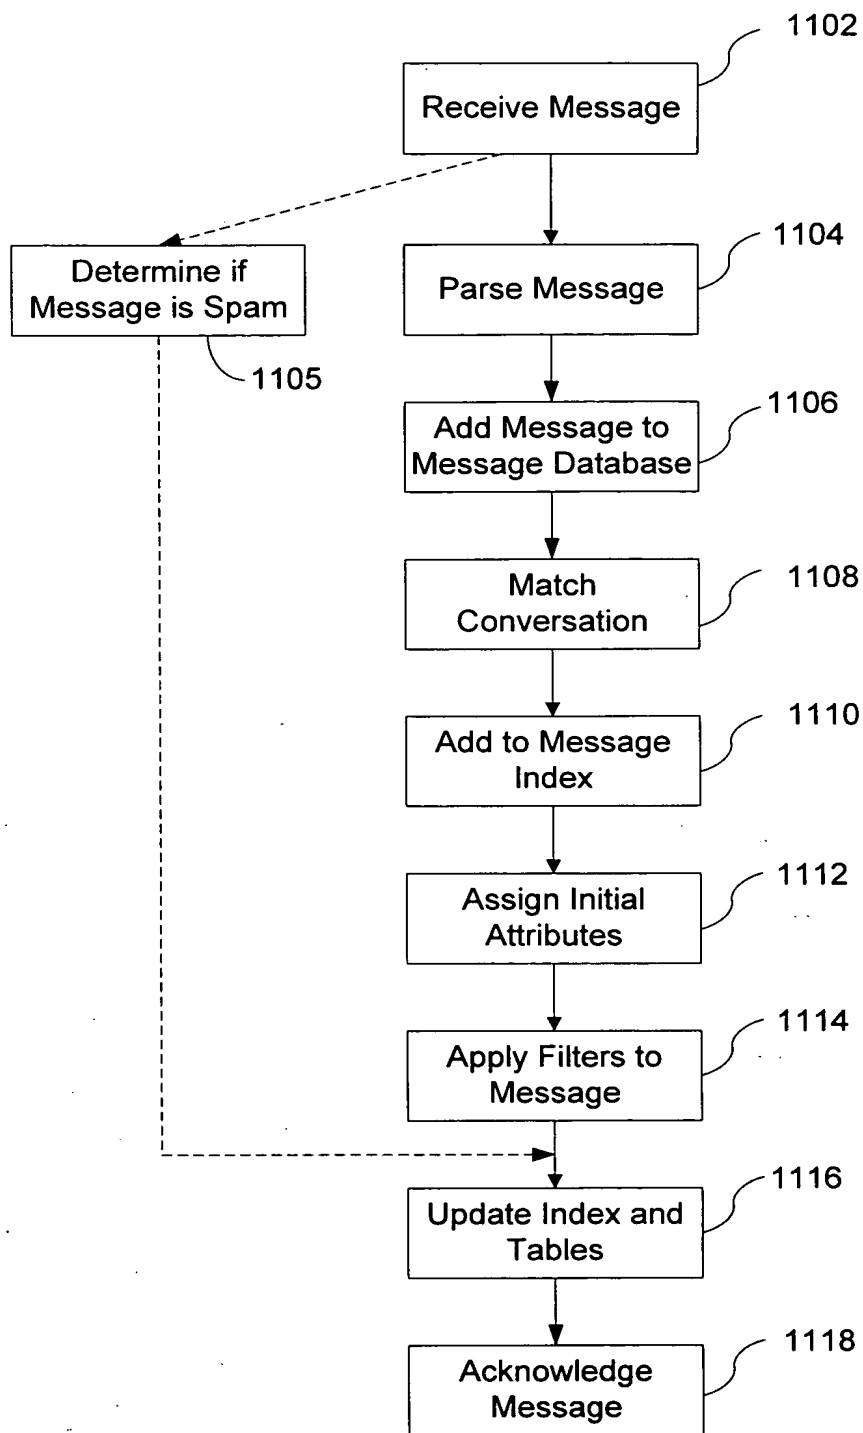 1102
Receive Message
1104
Parse Message
Determine if
Message is Spam
1105
1106
Add Message to
Message Database
1108
Match
Conversation
1110
Add to Message
Index
1112
Assign Initial
Attributes
1114
Apply Filters to
Message
1116
Update Index and
Tables
1118
Acknowledge
Message